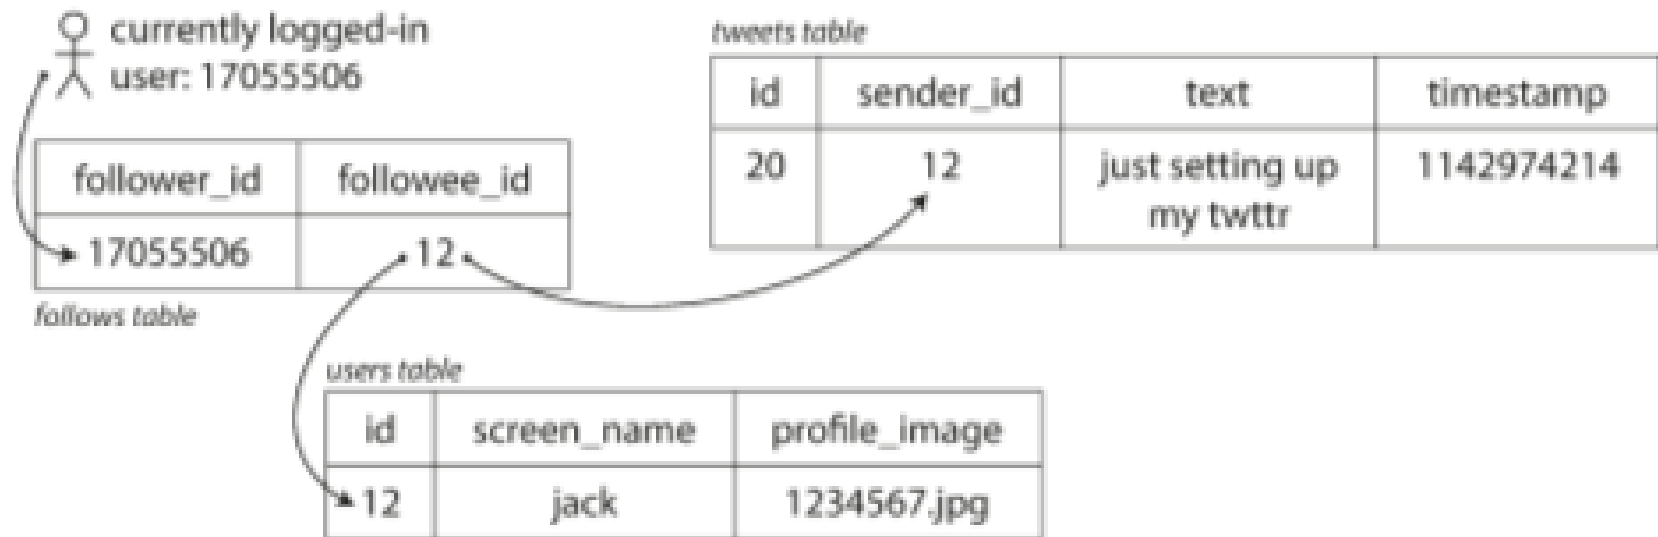 currently logged-in
user: 17055506
follower_id followee_id
17055506 12
follows table
tweets table
id sender_id text timestamp
20 12 just setting up 1142974214
my twttr
users table
id screen_name profile_image
12 jack 1234567.jpg